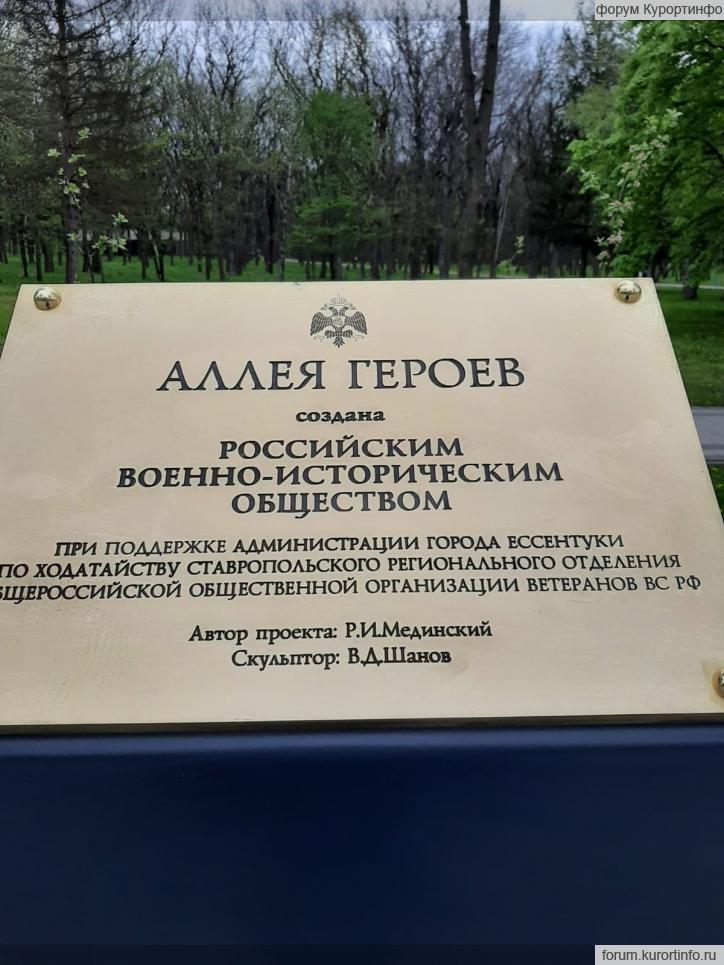 форум Курортинфо
АЛЛЕЯ ГЕРОЕВ
создана
РОССИЙСКИМ
ВОЕННО-ИСТОРИЧЕСКИМ
ОБЩЕСТВОМ
ПРИ ПОДДЕРЖКЕ АДМИНИСТРАЦИИ ГОРОДА ЕССЕНТУКИ
ПО ХОДАТАЙСТВУ СТАВРОПОЛЬСКОГО РЕГИОНАЛЬНОГО ОТДЕЛЕНИЯ
БЩЕРОССИЙСКОЙ ОБЩЕСТВЕННОЙ ОРГАНИЗАЦИИ ВЕТЕРАНОВ ВС РФ
Автор проекта: Р.И.Мединский
Скульптор: В.Д.Шанов
forum.kurortinfo.ru